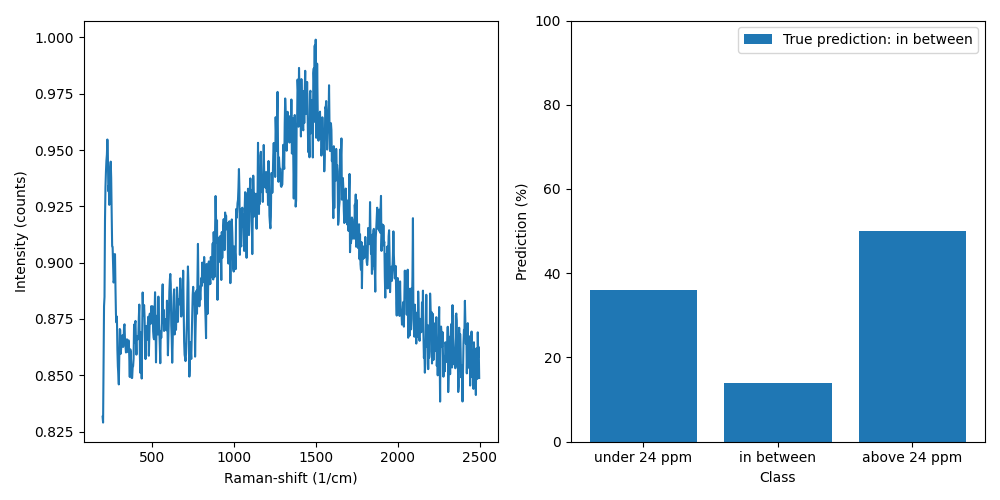 1.000
0.975
0.950
0.925
0.900
0.875
0.850
0.825
Intensity (counts)
500
1000
1500
2000
2500
Raman-shift (1/cm)
100
80
60
40
20
0
Prediction (%)
True prediction: in between
under 24 ppm
in between
above 24 ppm
Class